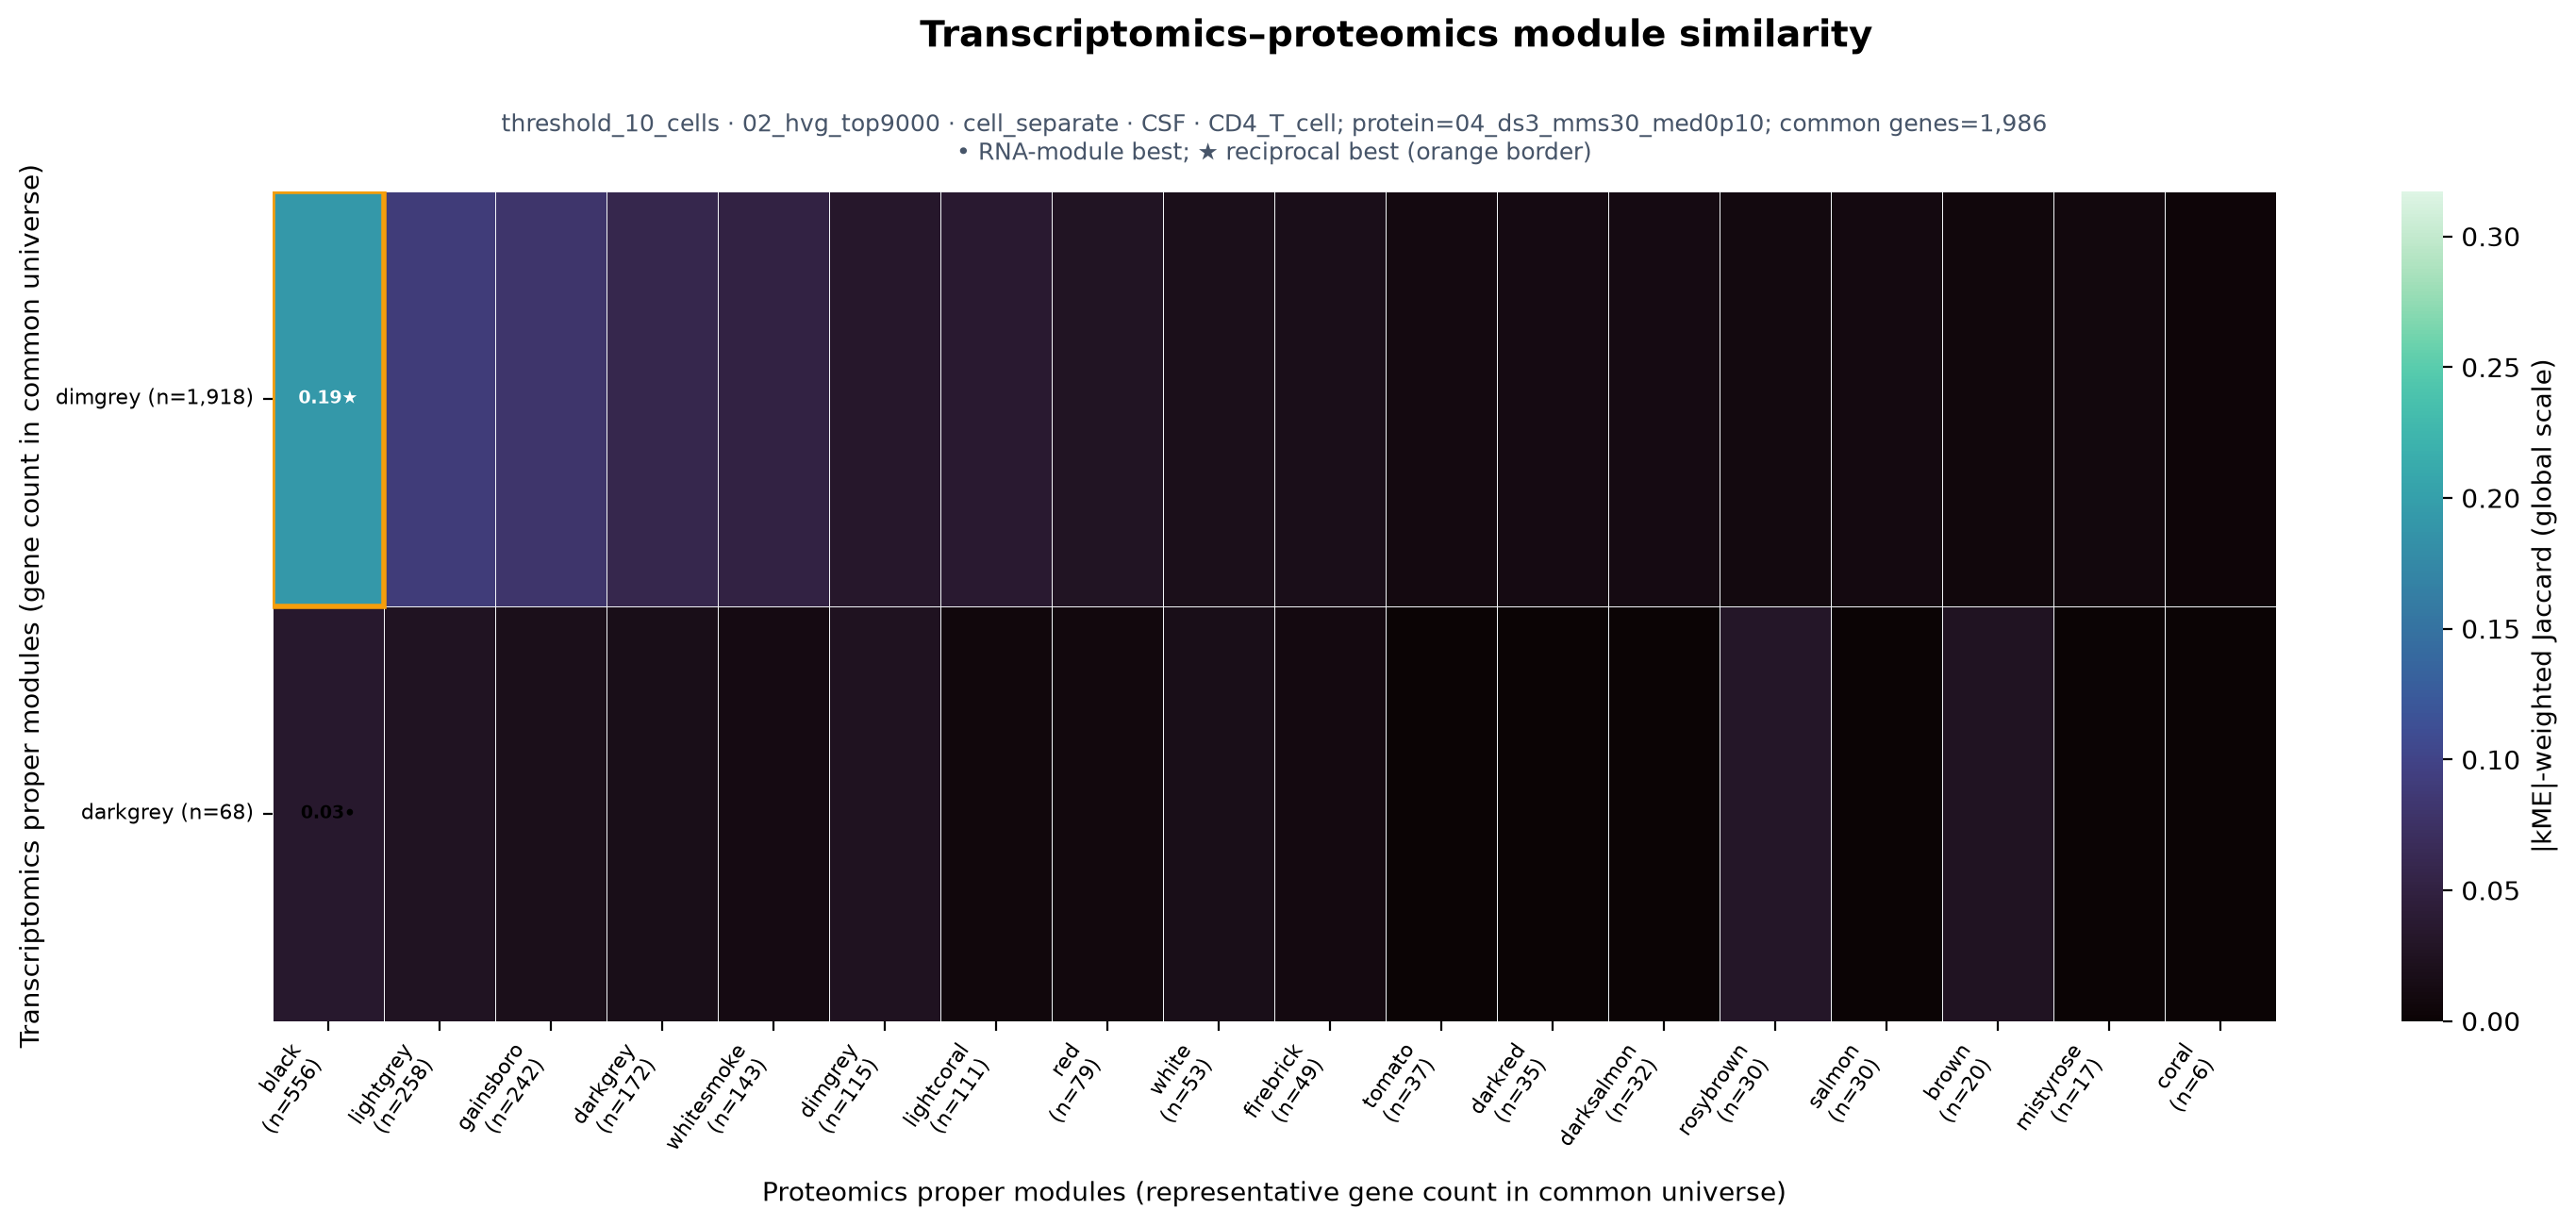 Transcriptomics–proteomics module similarity
threshold_10_cells · 02_hvg_top9000 · cell_separate · CSF · CD4_T_cell; protein=04_ds3_mms30_med0p10; common genes=1,986
• RNA-module best; ★ reciprocal best (orange border)
Transcriptomics proper modules (gene count in common universe)
dimgrey (n=1,918)
darkgrey (n=68)
0.19★
0.03•
black
(n=556)
lightgrey
(n=258)
gainsboro
(n=242)
darkgrey
(n=172)
whitesmoke
(n=143)
dimgrey
(n=115)
lightcoral
(n=111)
red
(n=79)
white
(n=53)
firebrick
(n=49)
tomato
(n=37)
darkred
(n=35)
darksalmon
(n=32)
rosybrown
(n=30)
salmon
(n=30)
brown
(n=20)
mistyrose
(n=17)
coral
(n=6)
Proteomics proper modules (representative gene count in common universe)
0.30
0.25
0.20
0.15
0.10
0.05
0.00
|kME|-weighted Jaccard (global scale)